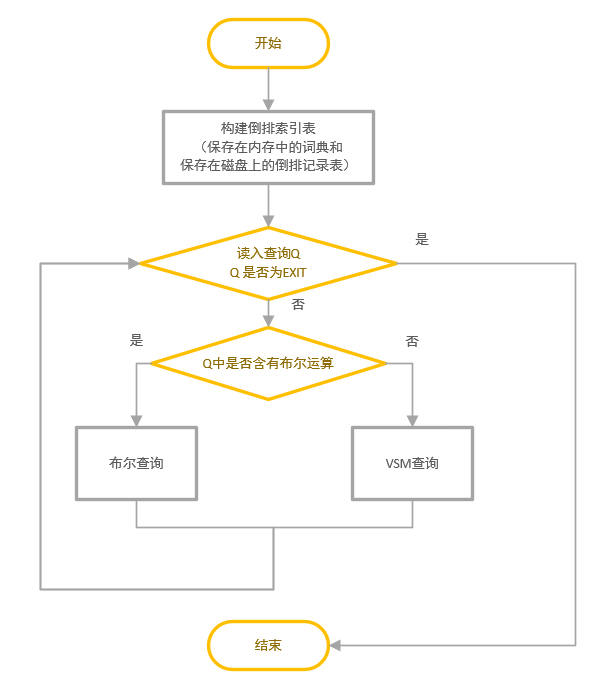 开始
构建倒排索引表
（保存在内存中的词典和
保存在磁盘上的倒排记录表）
是
读入查询Q
Q 是否为EXIT
否
是
否
Q中是否含有布尔运算
布尔查询
VSM查询
结束